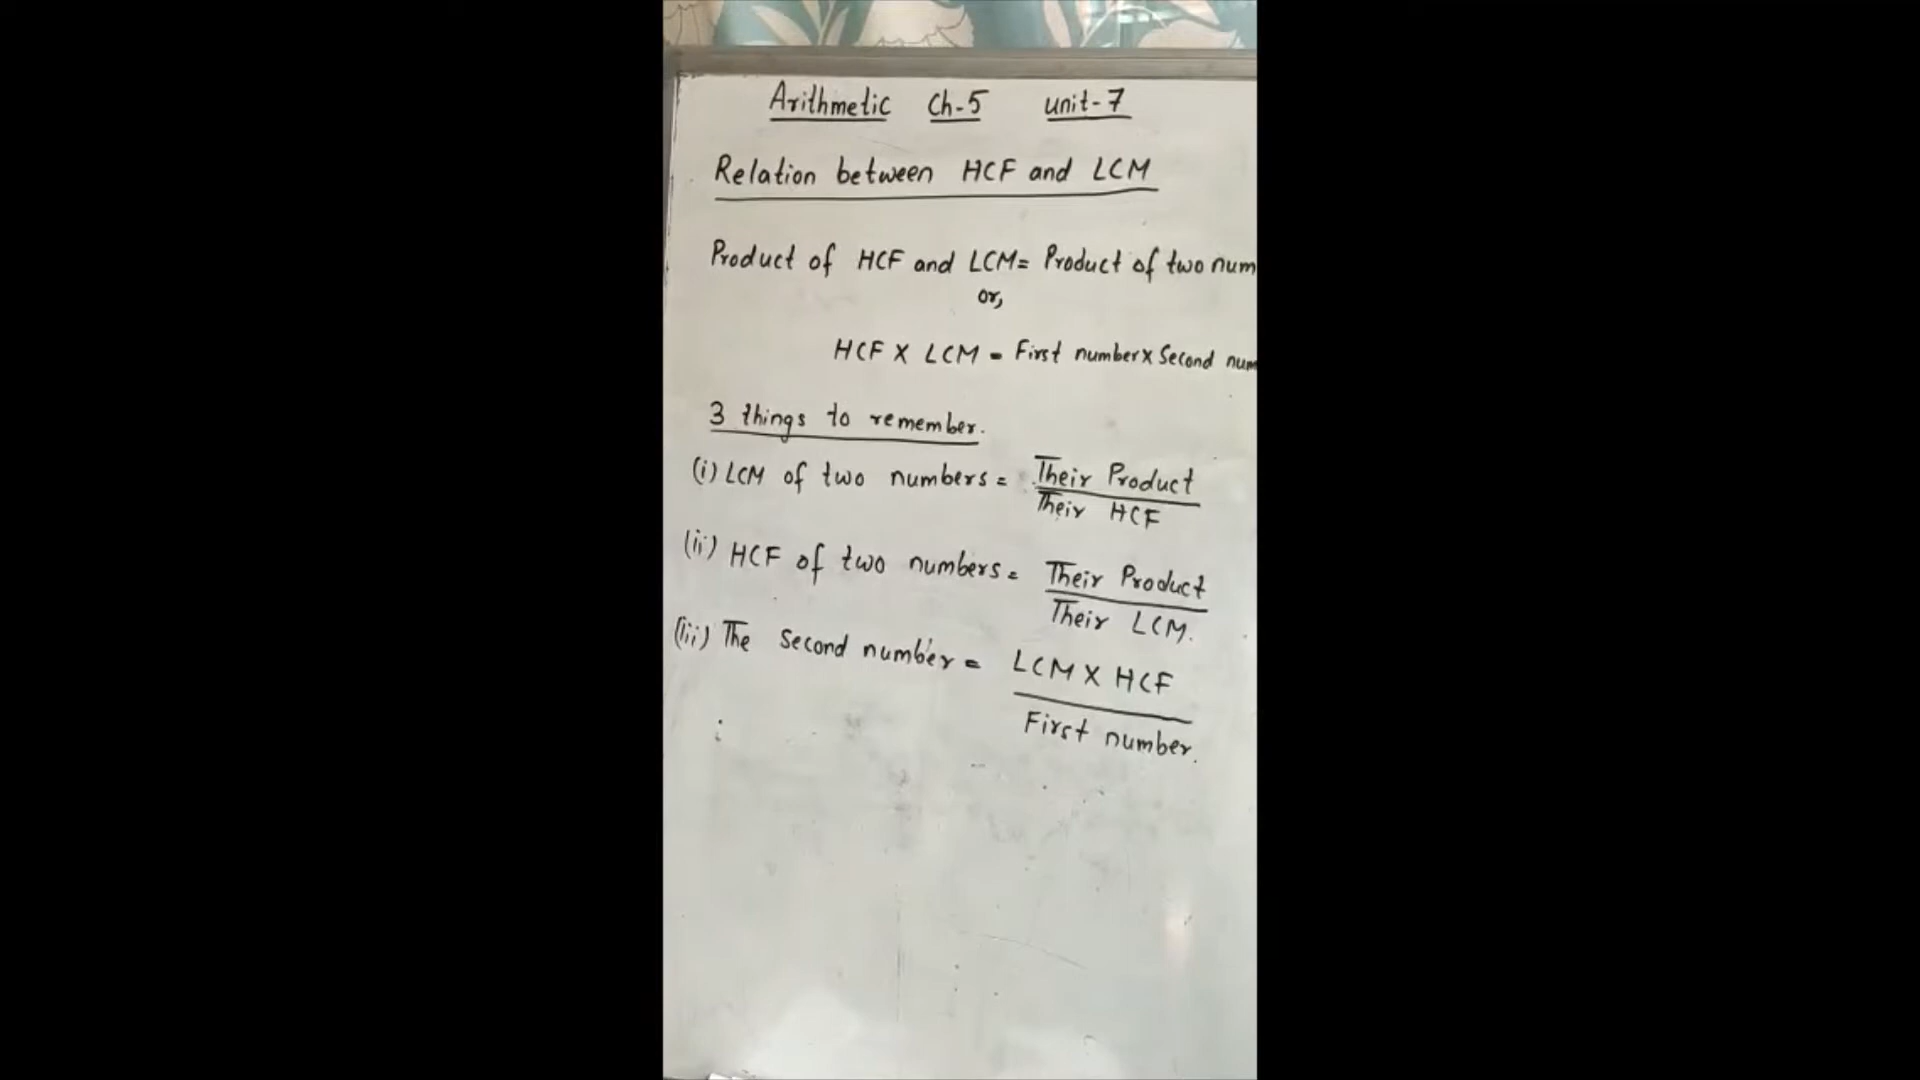 Arithmetic Ch-5 unit-7
Relation between HCF and LCM
Product of HCF and LCM = Product of two num
or,
HCF X LCM = First number x Second num
3 things to remember.
(i) LCM of two numbers = Their Product
Their HCF
(ii) HCF of two numbers = Their Product
Their LCM.
(iii) The Second number = LCM X HCF
First number.